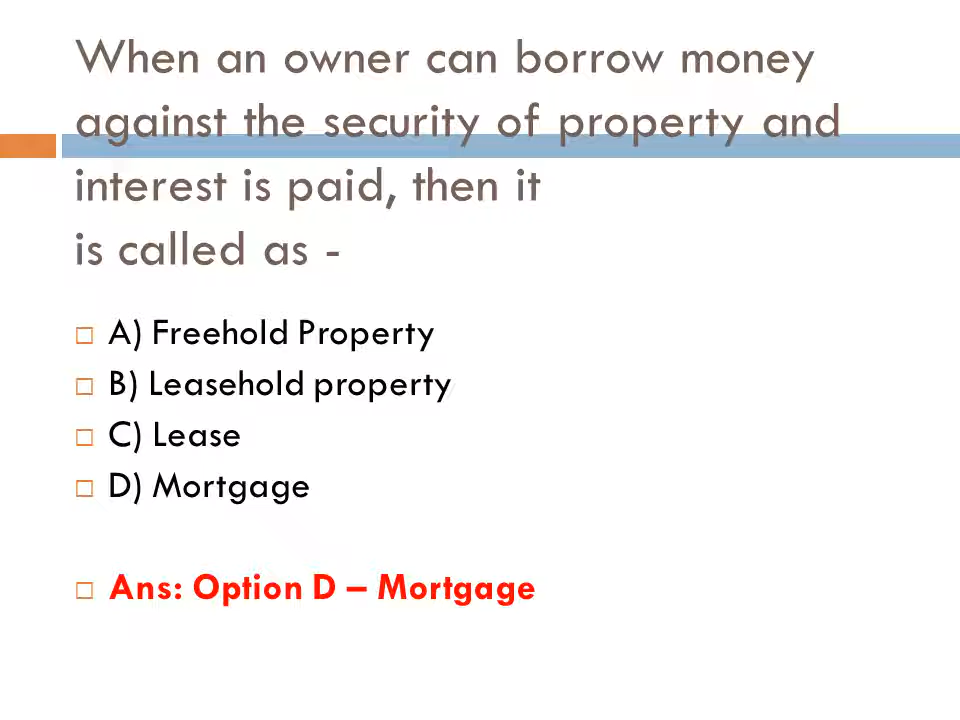 When an owner can borrow money
against the security of property and
interest is paid, then it
is called as -
A) Freehold Property
B) Leasehold property
C) Lease
D) Mortgage
Ans: Option D – Mortgage